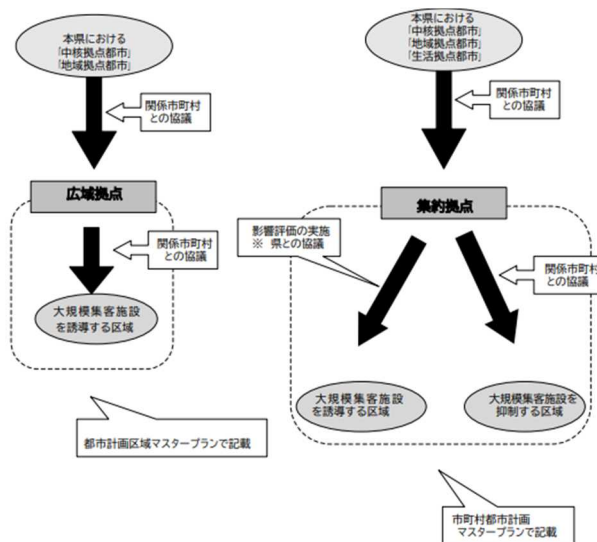 本県における
「中核拠点都市」
「地域拠点都市」
関係市町村
との協議
広域拠点
関係市町村
との協議
大規模集客施設
を誘導する区域
都市計画区域マスタープランで記載
本県における
「中核拠点都市」
「地域拠点都市」
「生活拠点都市」
関係市町村
との協議
集約拠点
影響評価の実施
※ 県との協議
関係市町村
との協議
大規模集客施設
を誘導する区域
大規模集客施設を
抑制する区域
市町村都市計画
マスタープランで記載